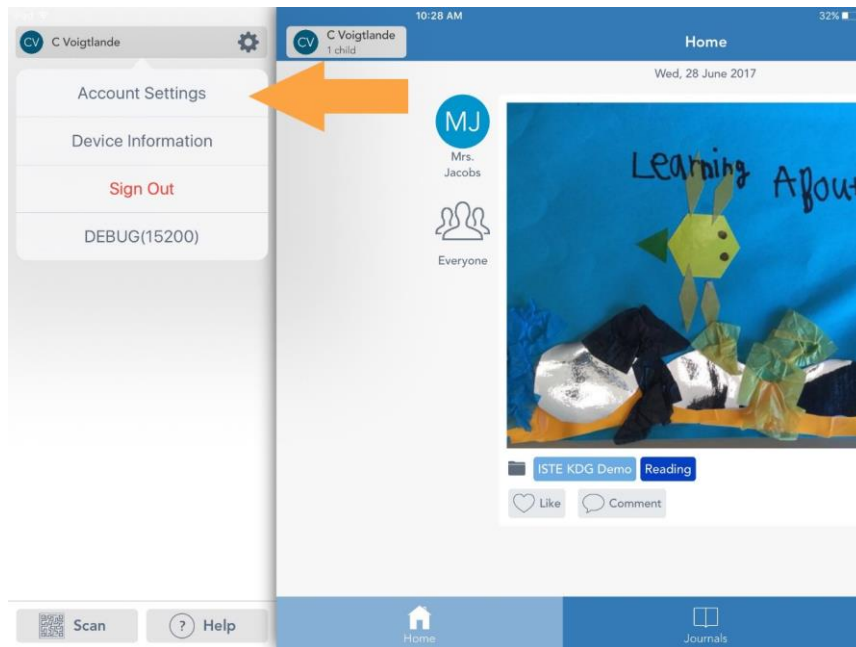 10:28 AM
32%
CV C Voigtlande
Account Settings
Device Information
Sign Out
DEBUG(15200)
Scan
? Help
CV C Voigtlande
1 child
Home
Wed, 28 June 2017
MJ
Mrs.
Jacobs
Everyone
Learning About
ISTE KDG Demo Reading
Like Comment
Home
Journals